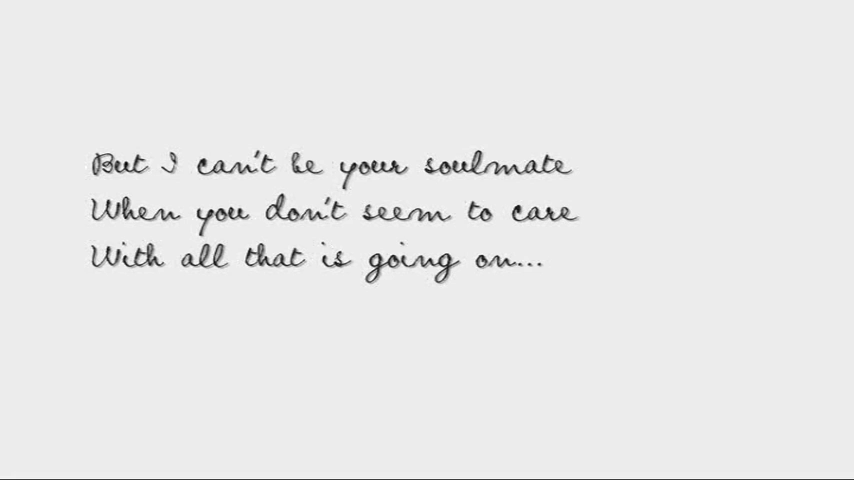 But I can't be your soulmate
When you don't seem to care
With all that is going on...